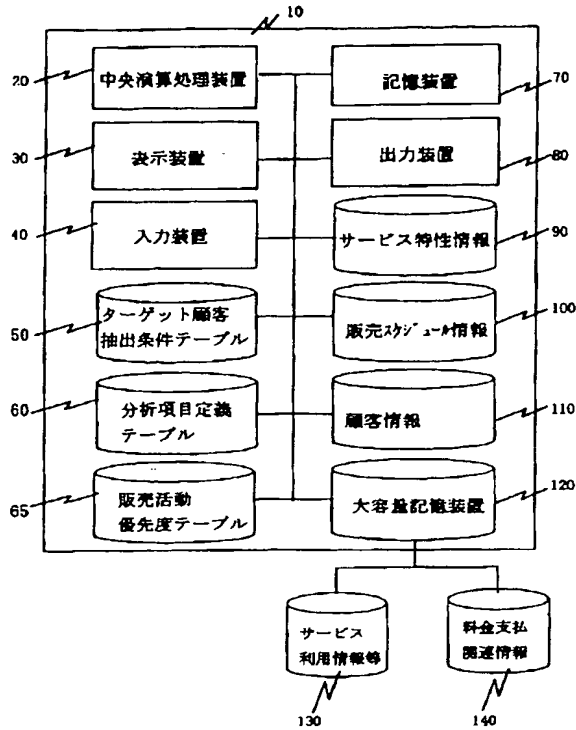 10
20
中央演算処理装置
記憶装置
70
30
表示装置
出力装置
80
40
入力装置
サービス特性情報
90
50
ターゲット顧客
抽出条件テーブル
販売スケジュール情報
100
60
分析項目定義
テーブル
顧客情報
110
65
販売活動
優先度テーブル
大容量記憶装置
120
サービス
利用情報等
料金支払
関連情報
130
140